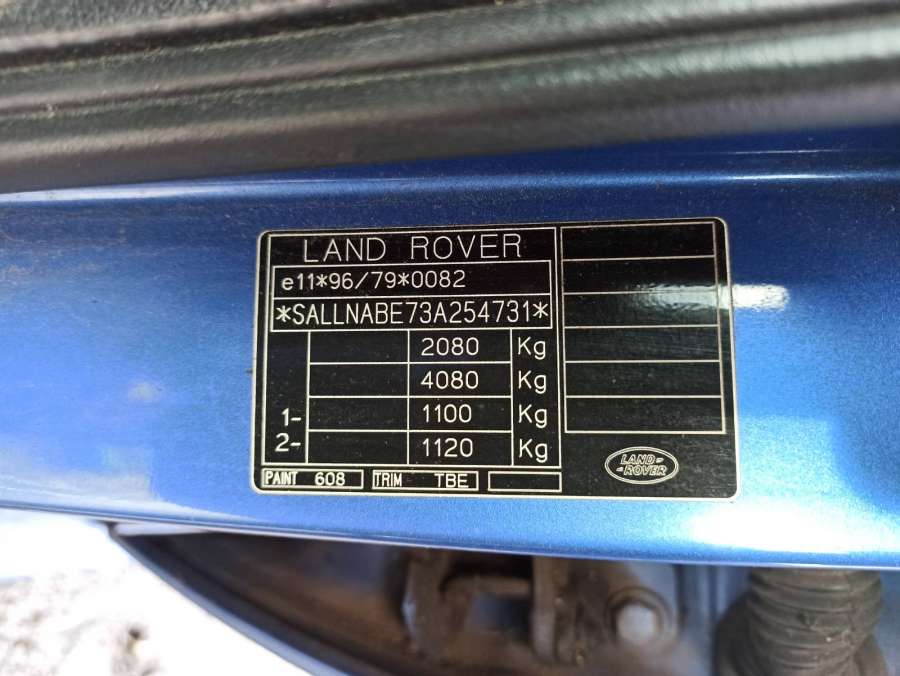 LAND ROVER
e11*96/79*0082
*SALLNABE73A254731*
2080 Kg
4080 Kg
1- 1100 Kg
2- 1120 Kg
PAINT 608 TRIM TBE
LAND-
-ROVER